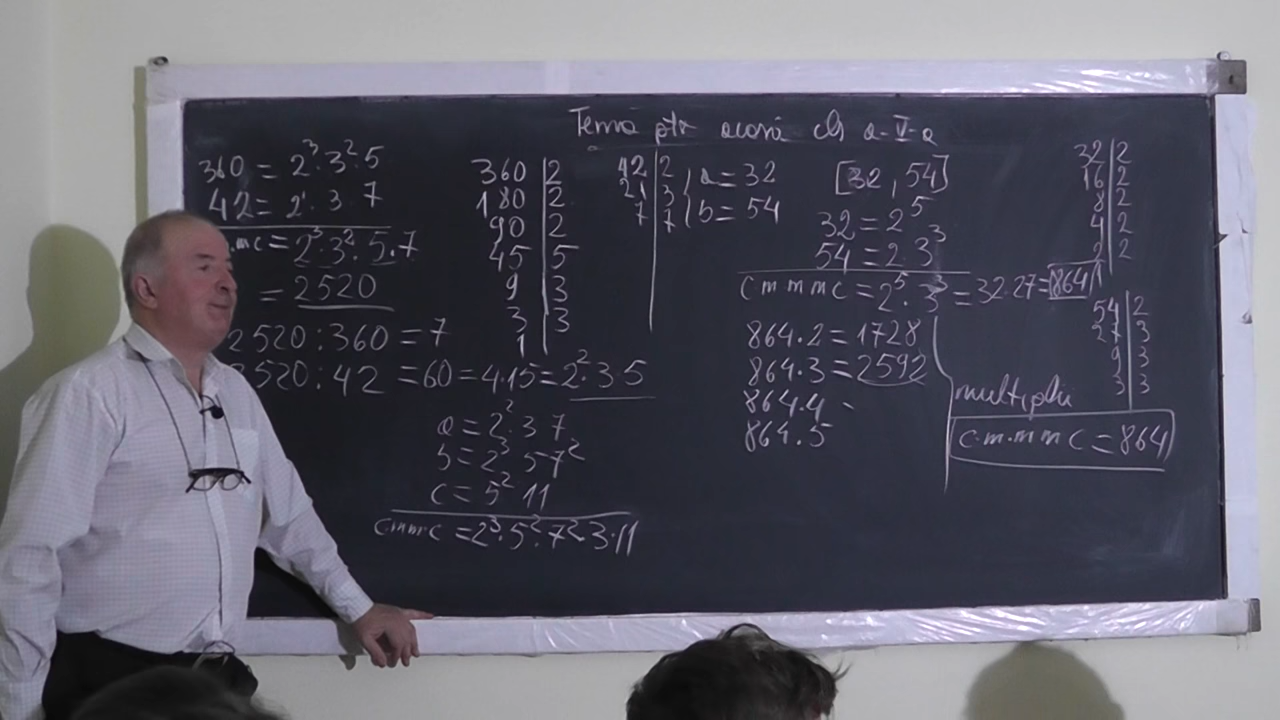 Tema ptr acasă cls a-V-a
360 = 2³·3²·5
42 = 2·3·7
mc = 2³·3²·5·7
= 2520
2520:360 = 7
2520:42 = 60 = 4·15 = 2²·3·5
360 | 2
180 | 2
90 | 2
45 | 5
9 | 3
3 | 3
1
42 | 2
21 | 3
7 | 7
a = 32
b = 54
a = 2² 3 7
b = 2³ 5 7²
c = 5² 11
c.m.m.c = 2³·5²·7²·3·11
[32, 54]
32 = 2⁵
54 = 2·3³
c m m m c = 2⁵·3³ = 32·27 = 864
864·2 = 1728
864·3 = 2592
864·4
864·5
multiplii
c.m.m m c = 864
32 | 2
16 | 2
8 | 2
4 | 2
2 | 2
1
54 | 2
27 | 3
9 | 3
3 | 3